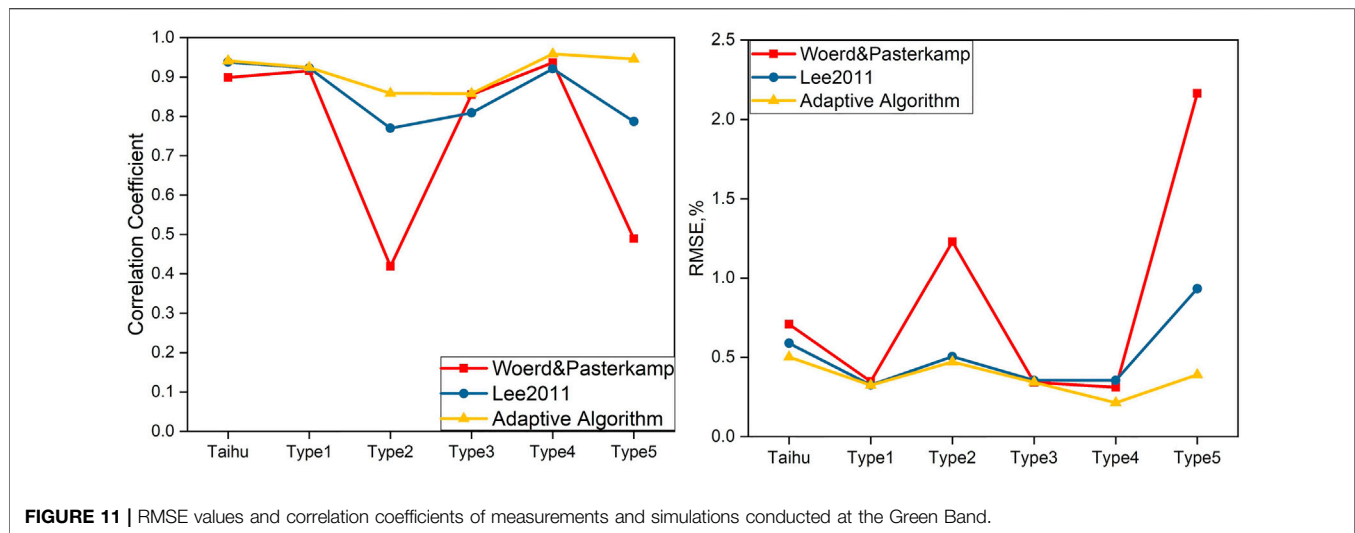 1.0
0.9
0.8
0.7
0.6
0.5
0.4
0.3
0.2
0.1
0.0
Correlation Coefficient
Woerd&Pasterkamp
Lee2011
Adaptive Algorithm
Taihu Type1 Type2 Type3 Type4 Type5
2.5
2.0
1.5
1.0
0.5
0.0
RMSE,%
Woerd&Pasterkamp
Lee2011
Adaptive Algorithm
Taihu Type1 Type2 Type3 Type4 Type5
FIGURE 11 | RMSE values and correlation coefficients of measurements and simulations conducted at the Green Band.